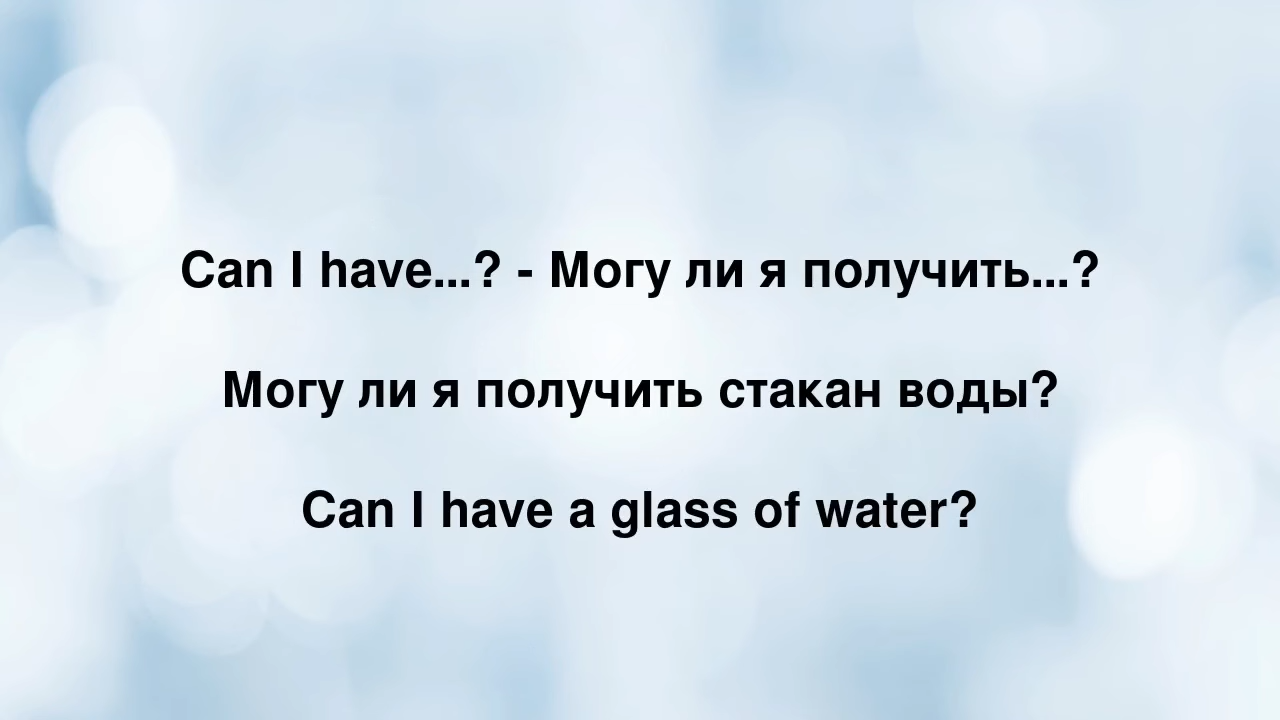 Can I have...? - Могу ли я получить...?
Могу ли я получить стакан воды?
Can I have a glass of water?